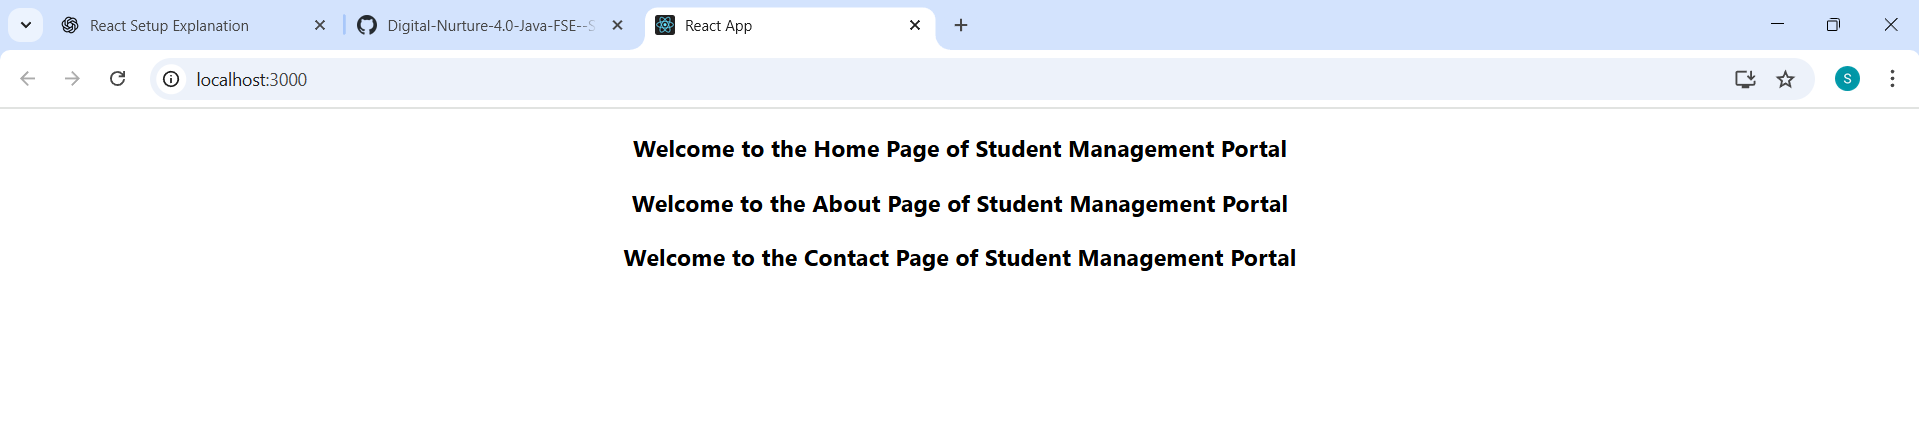 React Setup Explanation
Digital-Nurture-4.0-Java-FSE--S
React App
localhost:3000
S
Welcome to the Home Page of Student Management Portal
Welcome to the About Page of Student Management Portal
Welcome to the Contact Page of Student Management Portal